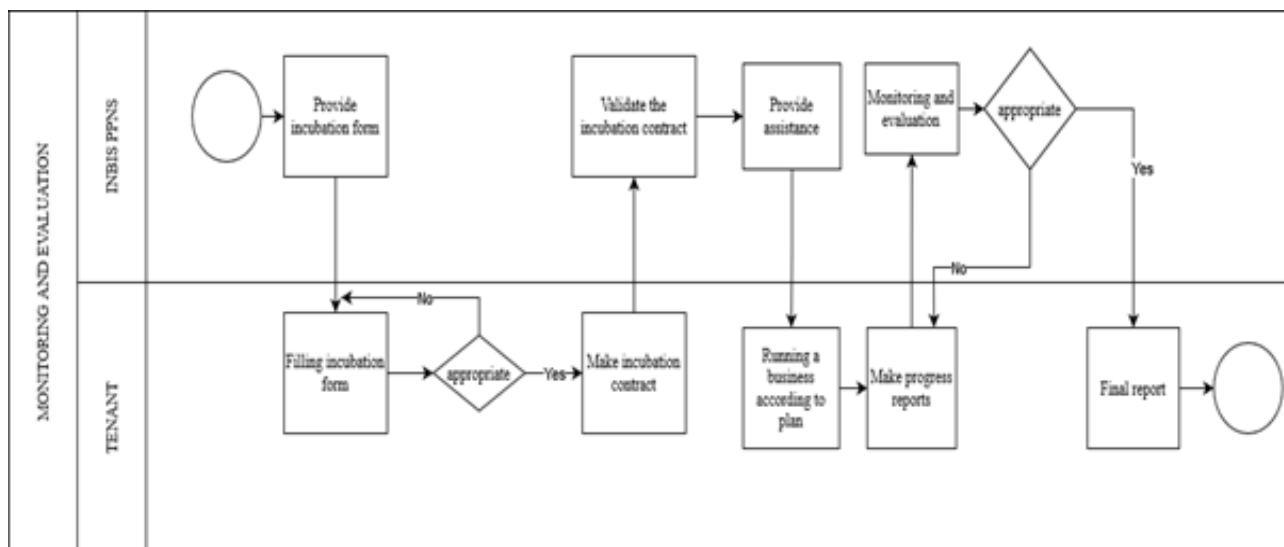 MONITORING AND EVALUATION
INBIS PPNS
Provide
incubation form
Validate the
incubation contract
Provide
assistance
Monitoring and
evaluation
appropriate
Yes
No
TENANT
Filling incubation
form
No
appropriate
Yes
Make incubation
contract
Running a
business
according to
plan
Make progress
reports
Final report